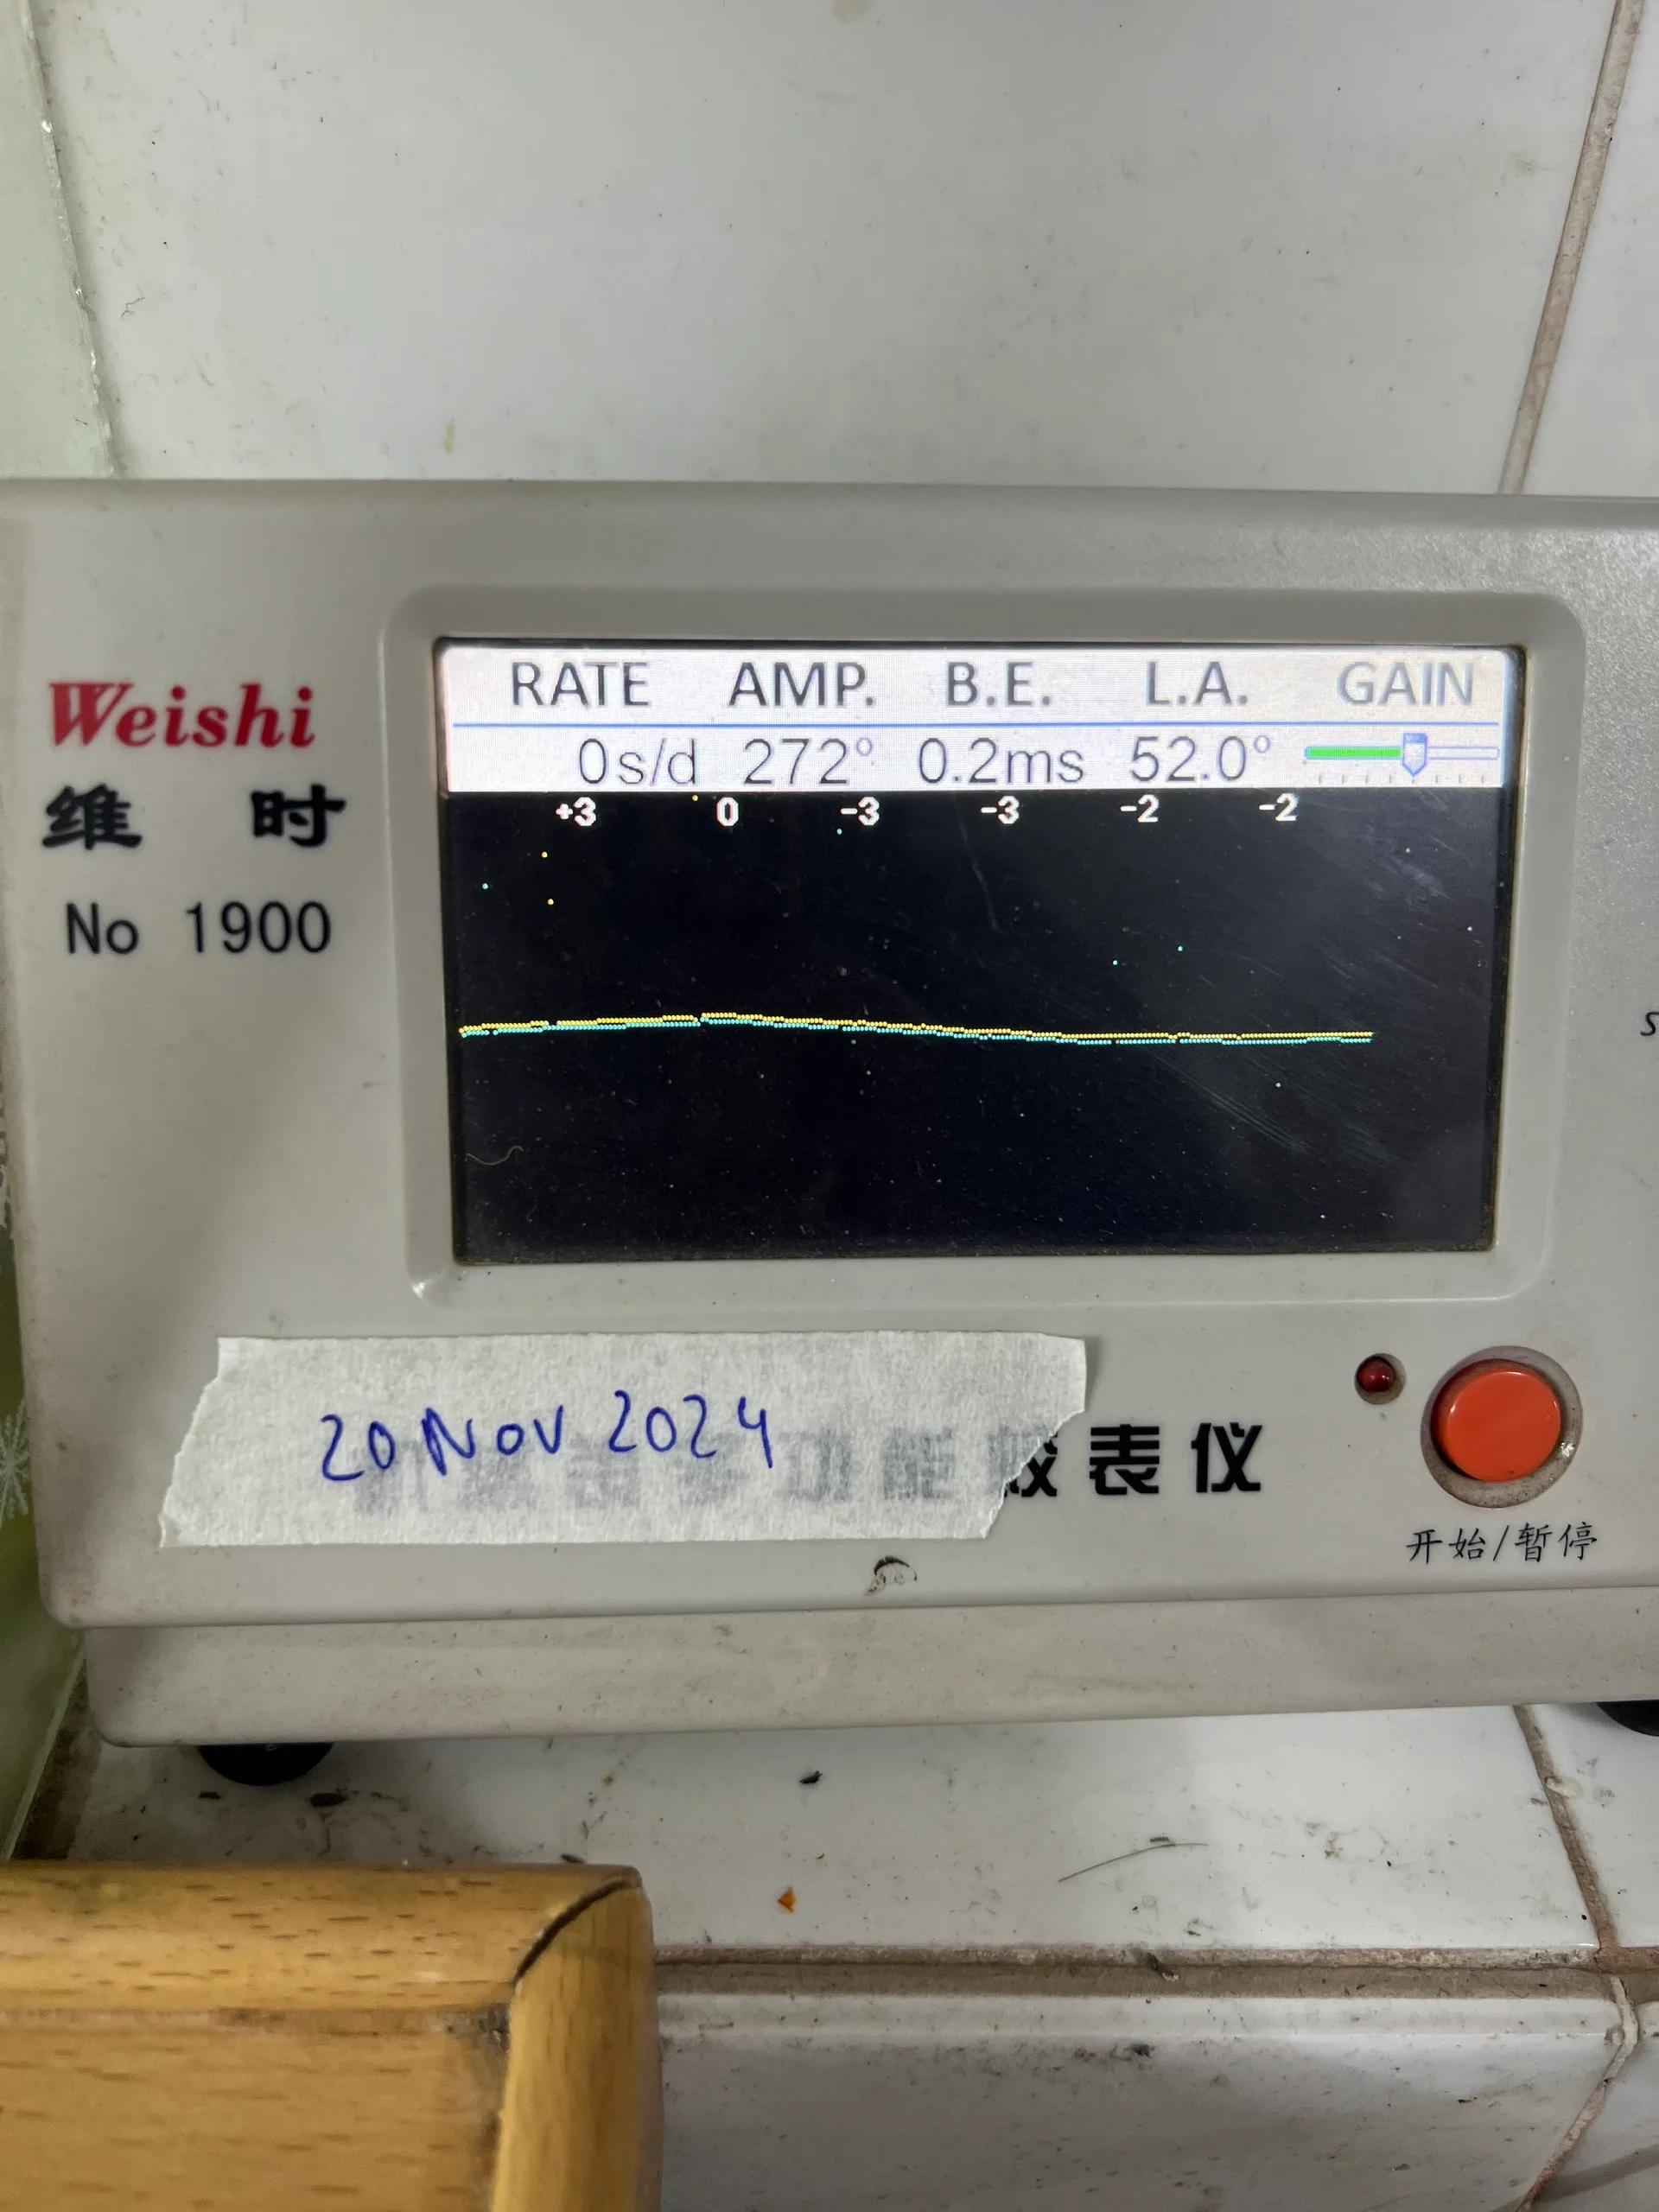 Weishi
维时
No 1900
RATE AMP. B.E. L.A. GAIN
0s/d 272° 0.2ms 52.0°
+3 0 -3 -3 -2 -2
20 Nov 2024
表仪
开始/暂停